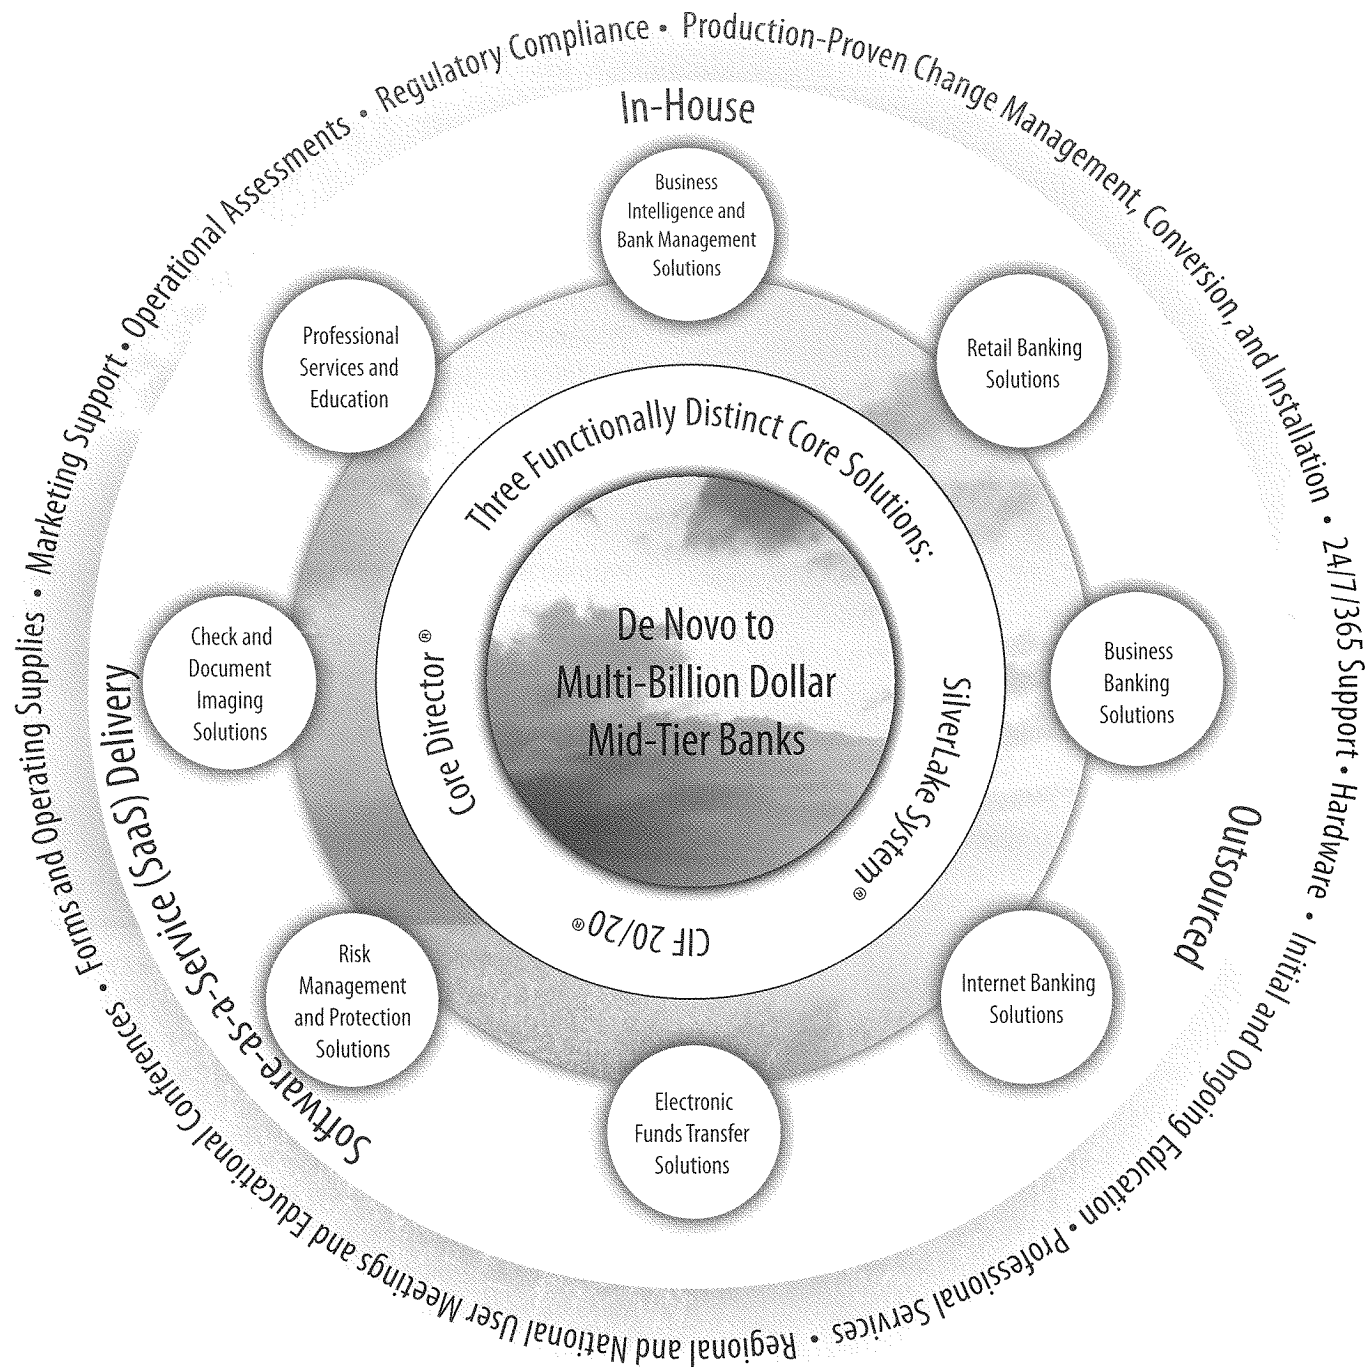 Production-Proven Change Management, Conversion, and Installation • 24/7/365 Support • Hardware • Initial and Ongoing Education • Professional Services • Regional and National User Meetings and Educational Conferences • Forms and Operating Supplies • Marketing Support • Operational Assessments • Regulatory Compliance •
In-House
Outsourced
Software-as-a-Service (SaaS) Delivery
Business
Intelligence and
Bank Management
Solutions
Retail Banking
Solutions
Business
Banking
Solutions
Internet Banking
Solutions
Electronic
Funds Transfer
Solutions
Risk
Management
and Protection
Solutions
Check and
Document
Imaging
Solutions
Professional
Services and
Education
Three Functionally Distinct Core Solutions:
SilverLake System®
CIF 20/20®
Core Director®
De Novo to
Multi-Billion Dollar
Mid-Tier Banks